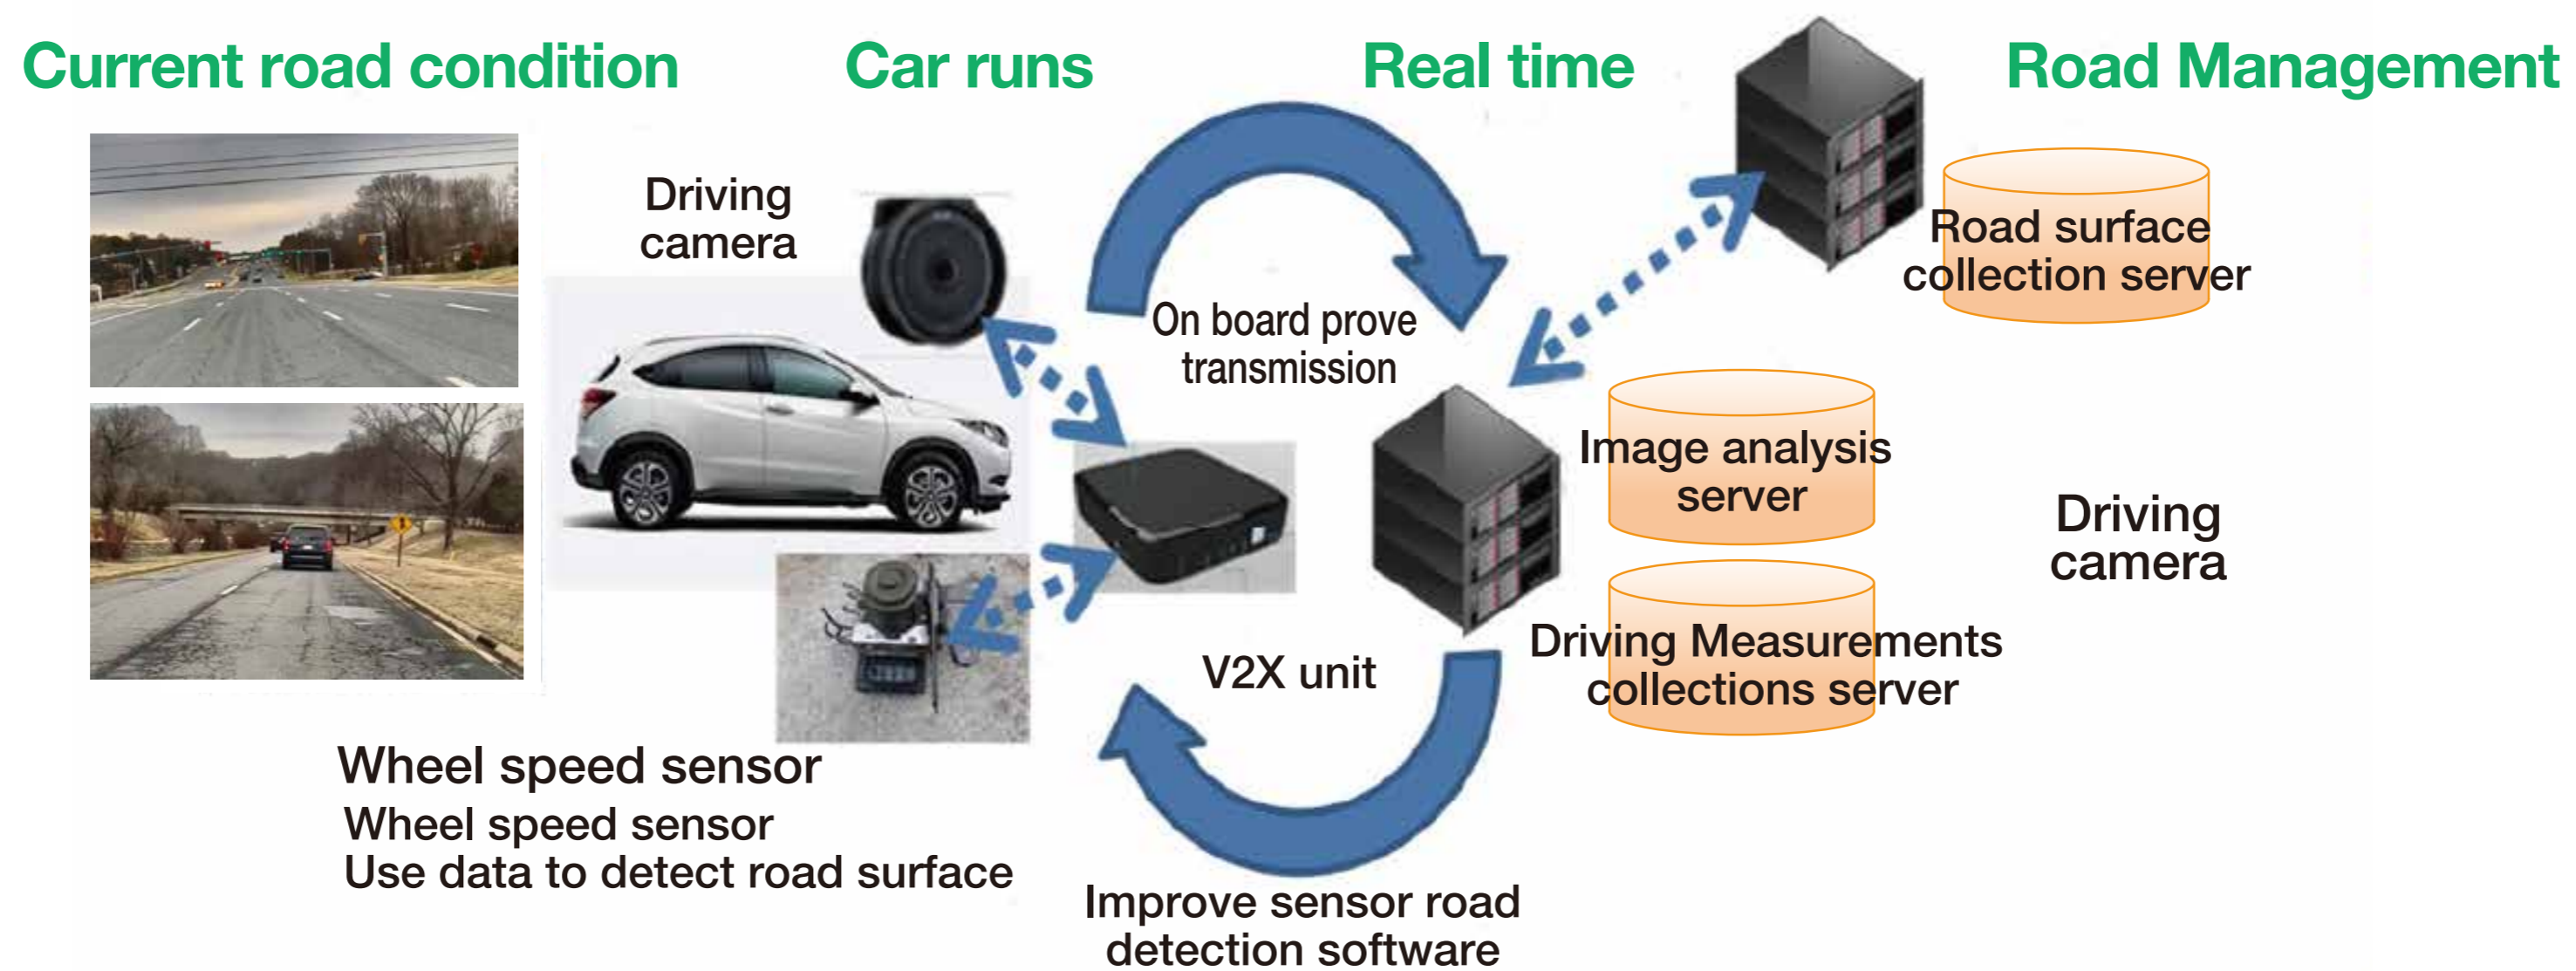 Current road condition
Car runs
Real time
Road Management
Driving
camera
On board prove
transmission
Road surface
collection server
Image analysis
server
Driving
camera
Driving Measurements
collections server
V2X unit
Wheel speed sensor
Wheel speed sensor
Use data to detect road surface
Improve sensor road
detection software